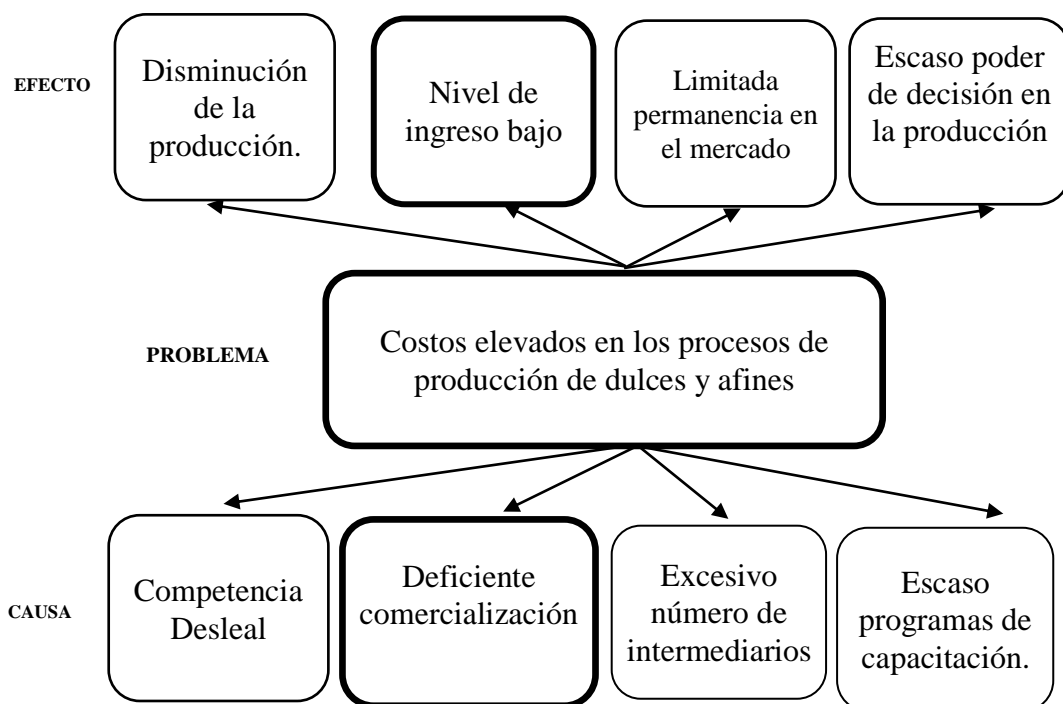 EFECTO
Disminución
de la
producción.
Nivel de
ingreso bajo
Limitada
permanencia en
el mercado
Escaso poder
de decisión en
la producción
PROBLEMA
Costos elevados en los procesos de
producción de dulces y afines
CAUSA
Competencia
Desleal
Deficiente
comercialización
Excesivo
número de
intermediarios
Escaso
programas de
capacitación.